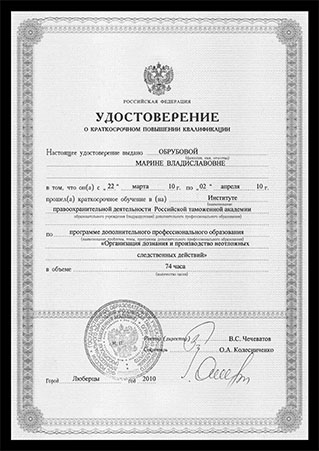 РОССИЙСКАЯ ФЕДЕРАЦИЯ
УДОСТОВЕРЕНИЕ
О КРАТКОСРОЧНОМ ПОВЫШЕНИИ КВАЛИФИКАЦИИ
Настоящее удостоверение выдано ОБРУБОВОЙ
(фамилия, имя, отчество)
МАРИНЕ ВЛАДИСЛАВОВНЕ
в том, что он(а) с „22" марта 10 г. по „02" апреля 10 г.
прошел(а) краткосрочное обучение в (на) Институте
(наименование)
правоохранительной деятельности Российской таможенной академии
образовательного учреждения (подразделения) дополнительного профессионального образования)
по программе дополнительного профессионального образования
(наименование проблемы, темы, программы дополнительного профессионального образования)
«Организация дознания и производство неотложных
следственных действий»
в объеме 74 часа
(количество часов)
Ректор (директор) В.С. Чечеватов
Секретарь О.А. Колесниченко
М.П.
Город Люберцы год 2010